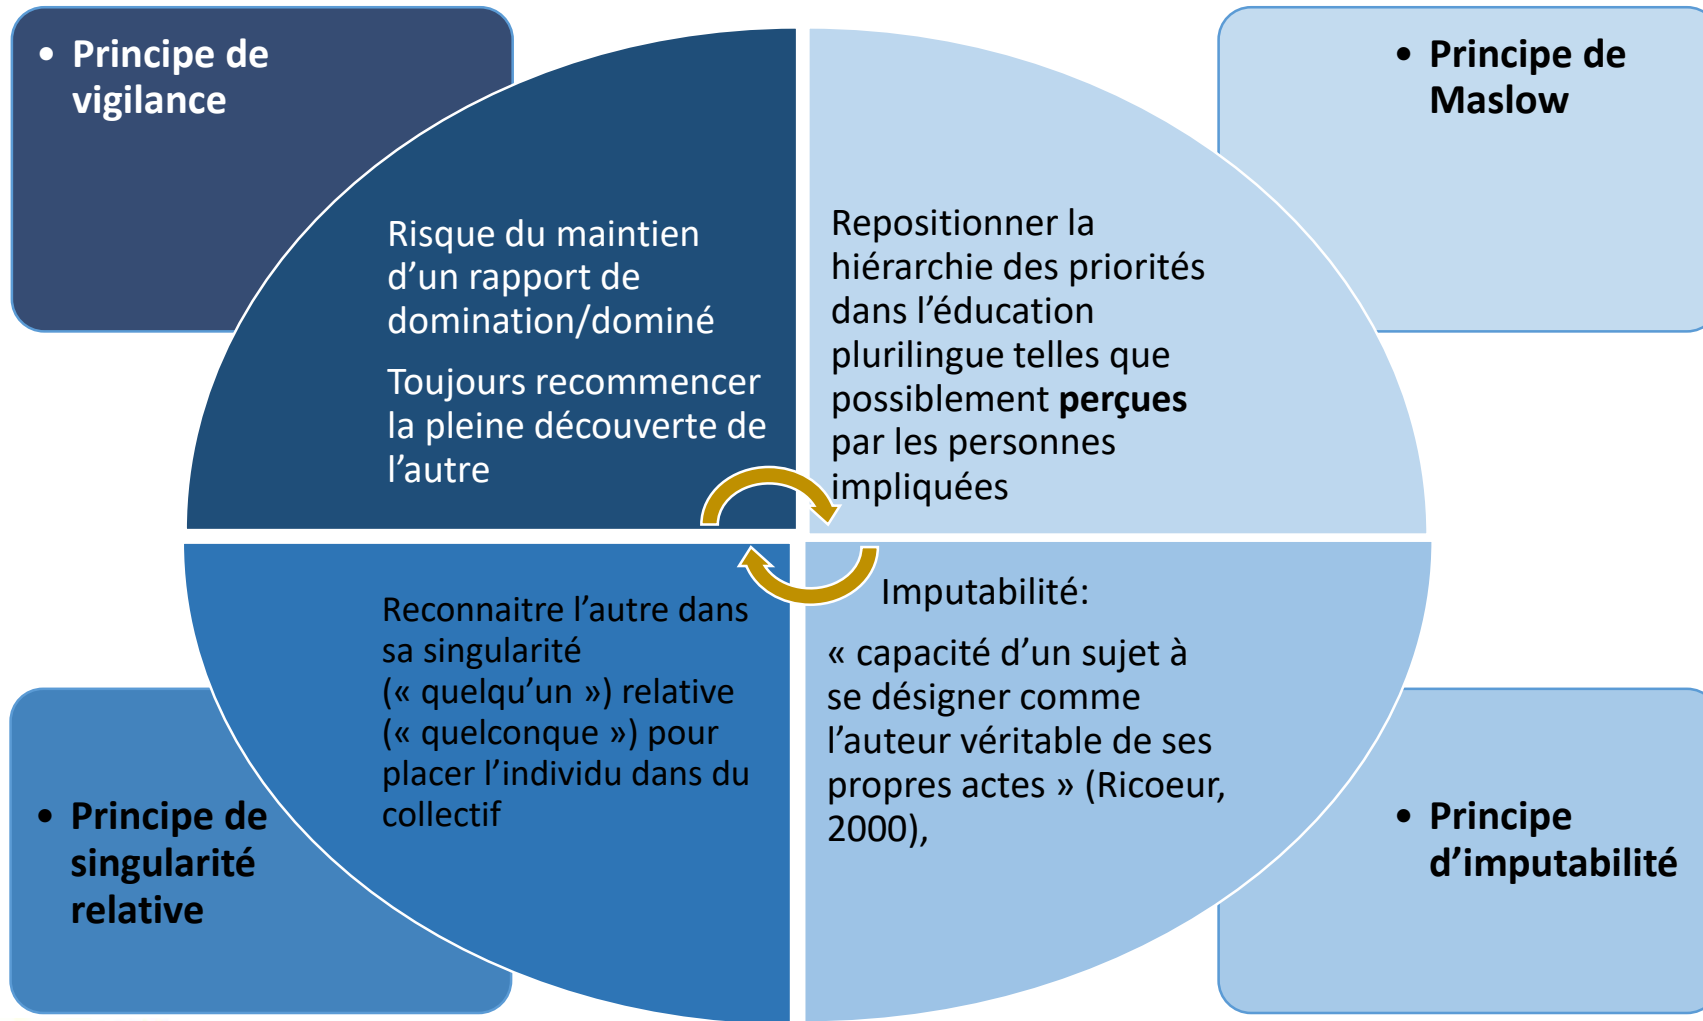 • Principe de
vigilance
Risque du maintien
d’un rapport de
domination/dominé
Toujours recommencer
la pleine découverte de
l’autre
• Principe de
Maslow
Repositionner la
hiérarchie des priorités
dans l’éducation
plurilingue telles que
possiblement perçues
par les personnes
impliquées
Reconnaitre l’autre dans
sa singularité
(« quelqu’un ») relative
(« quelconque ») pour
placer l’individu dans du
collectif
• Principe de
singularité
relative
Imputabilité:
« capacité d’un sujet à
se désigner comme
l’auteur véritable de ses
propres actes » (Ricoeur,
2000),
• Principe
d’imputabilité